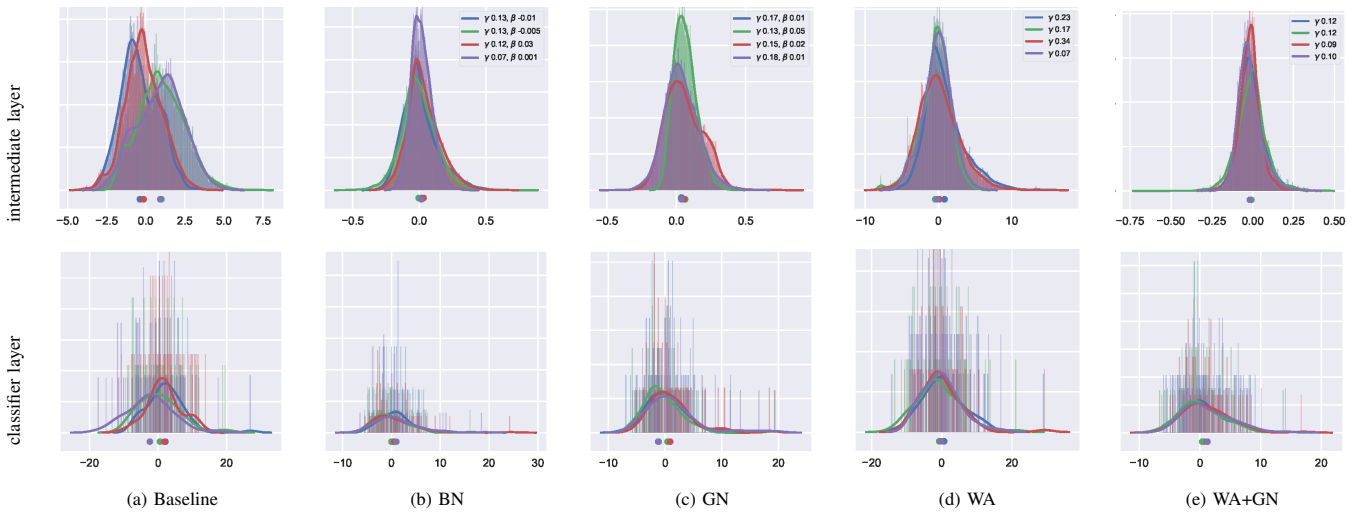 intermediate layer
γ 0.13, β -0.01
γ 0.13, β -0.005
γ 0.12, β 0.03
γ 0.07, β 0.001
γ 0.17, β 0.01
γ 0.13, β 0.05
γ 0.15, β 0.02
γ 0.18, β 0.01
γ 0.23
γ 0.17
γ 0.34
γ 0.07
γ 0.12
γ 0.12
γ 0.09
γ 0.10
−5.0 −2.5 0.0 2.5 5.0 7.5
−0.5 0.0 0.5
−0.5 0.0 0.5
−10 0 10
−0.75 −0.50 −0.25 0.00 0.25 0.50
classifier layer
−20 0 20
−10 0 10 20 30
−10 0 10 20
−20 0 20
−10 0 10 20
(a) Baseline
(b) BN
(c) GN
(d) WA
(e) WA+GN